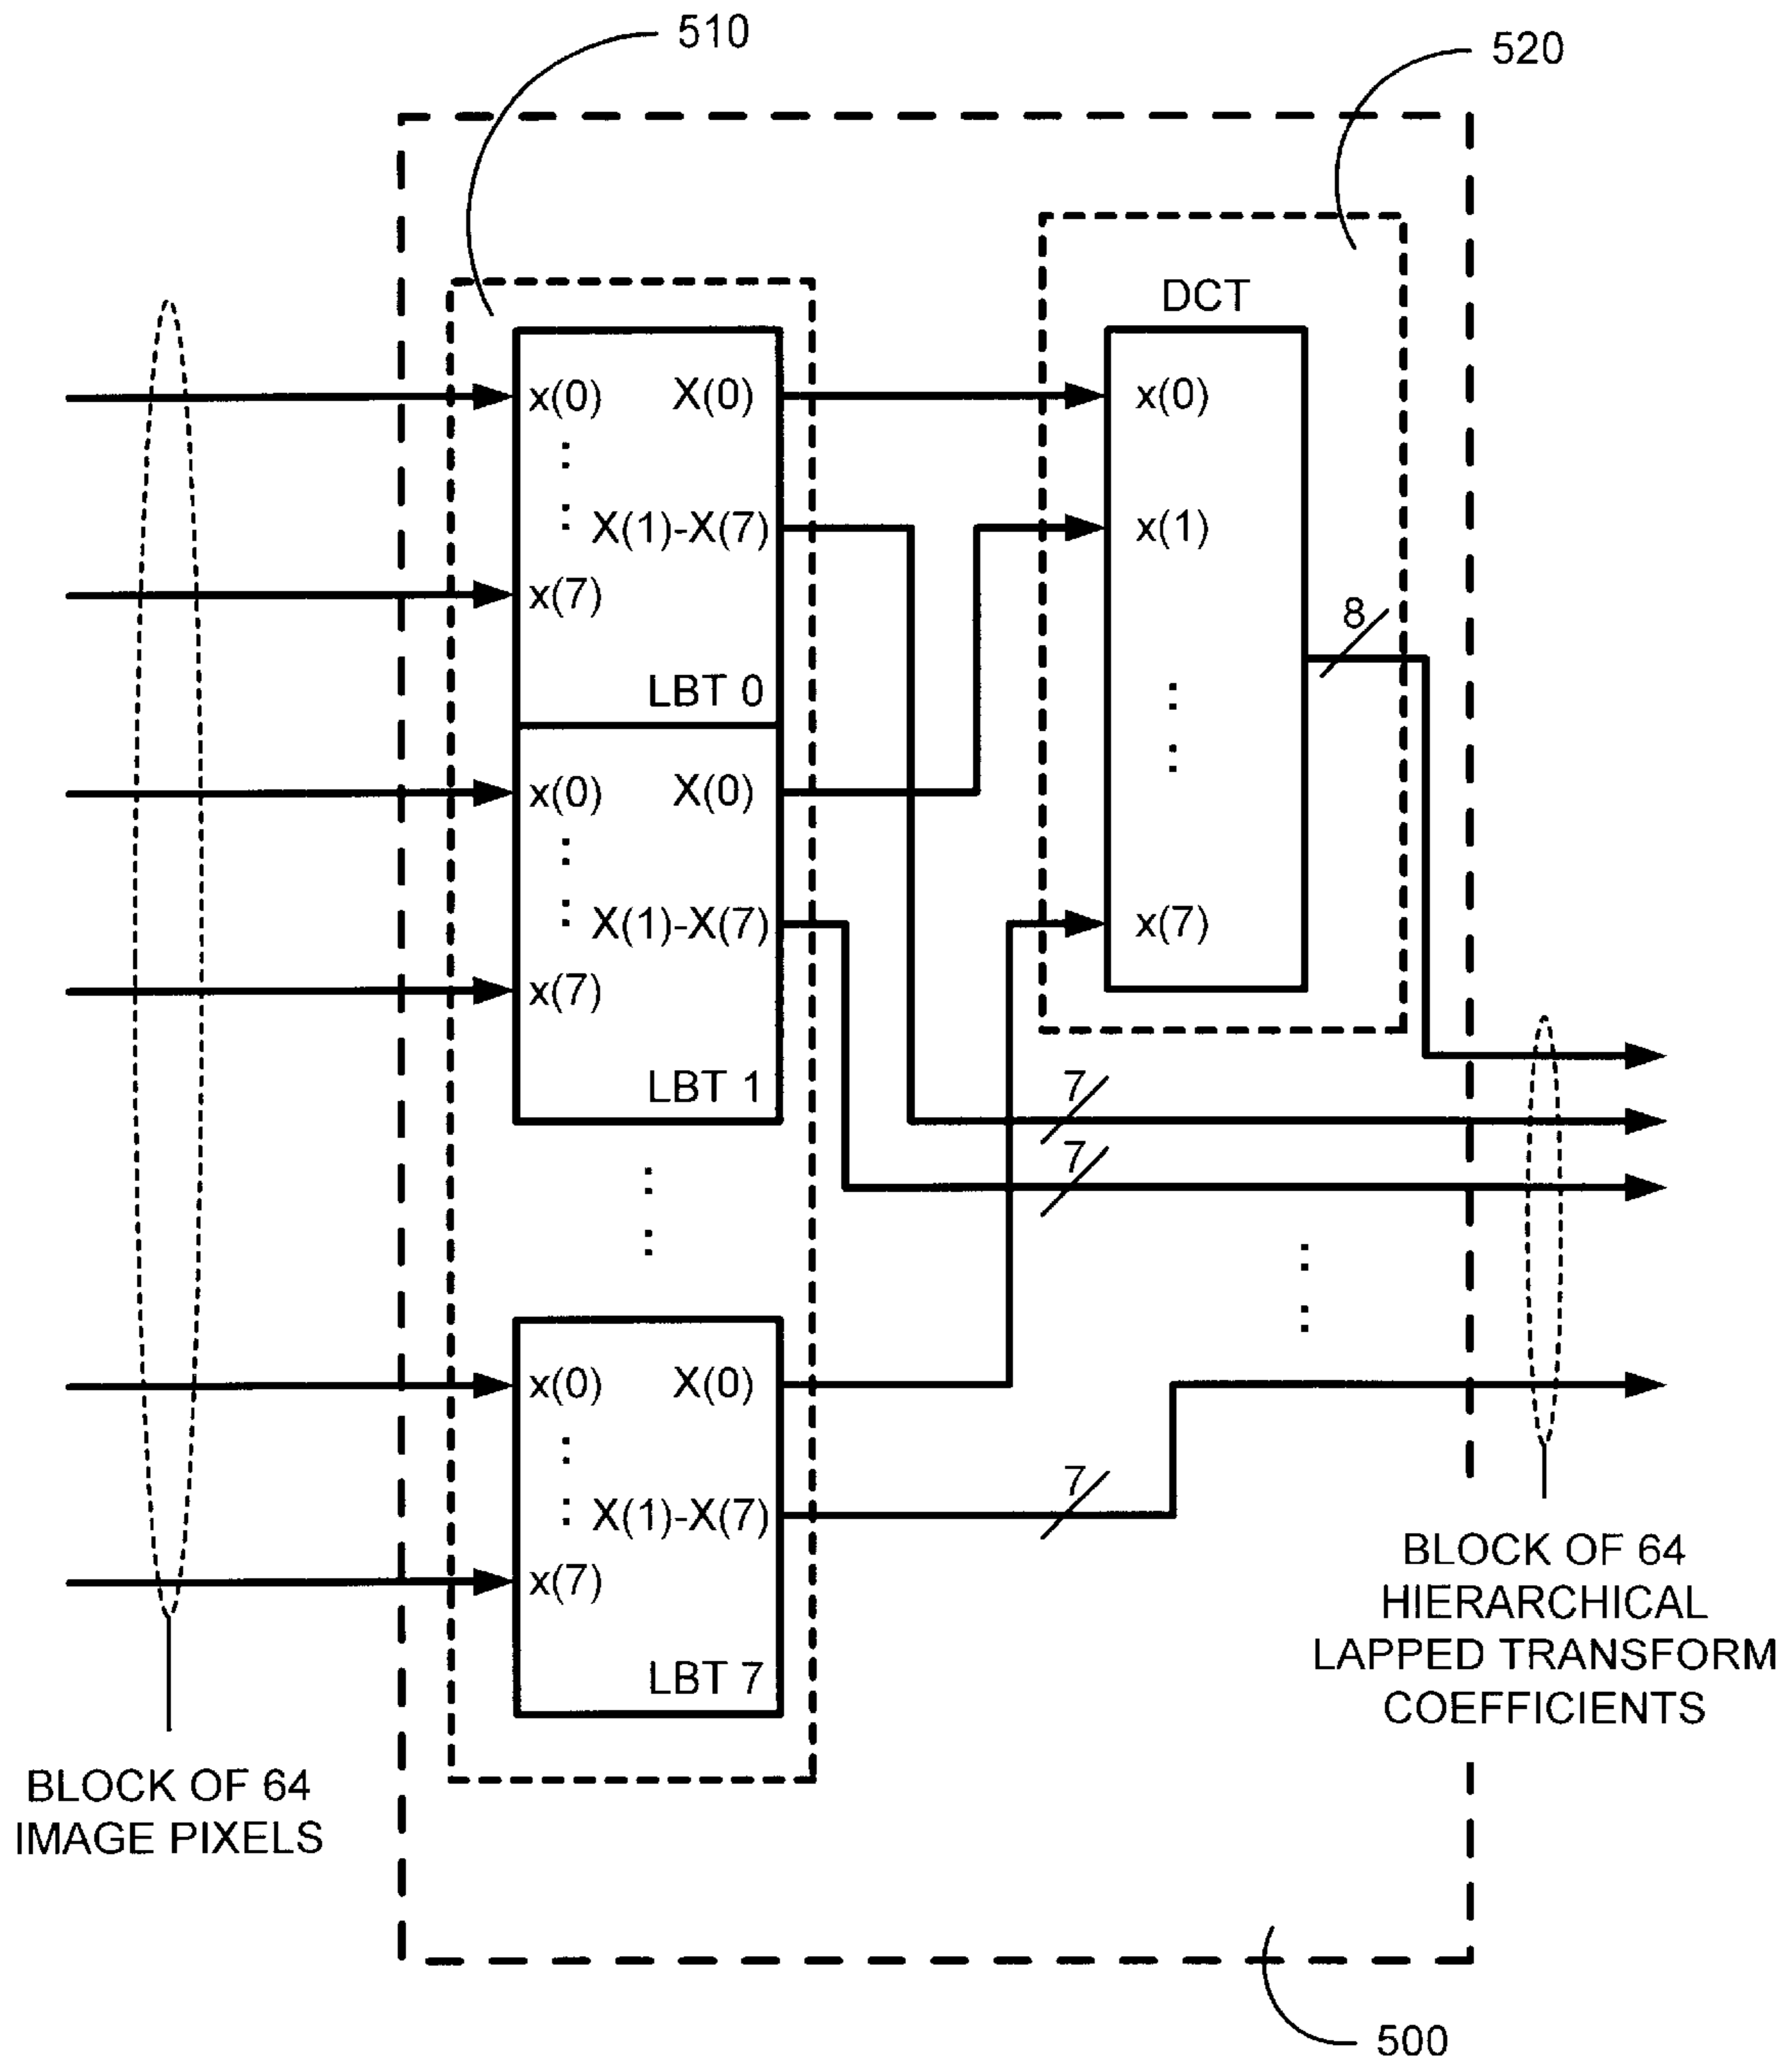 510
520
DCT
x(0) X(0)
:
: X(1)-X(7)
x(7)
LBT 0
x(0) X(0)
:
: X(1)-X(7)
x(7)
LBT 1
:
:
x(0) X(0)
:
: X(1)-X(7)
x(7)
LBT 7
x(0)
x(1)
:
:
x(7)
8
7
7
:
:
7
BLOCK OF 64
IMAGE PIXELS
BLOCK OF 64
HIERARCHICAL
LAPPED TRANSFORM
COEFFICIENTS
500